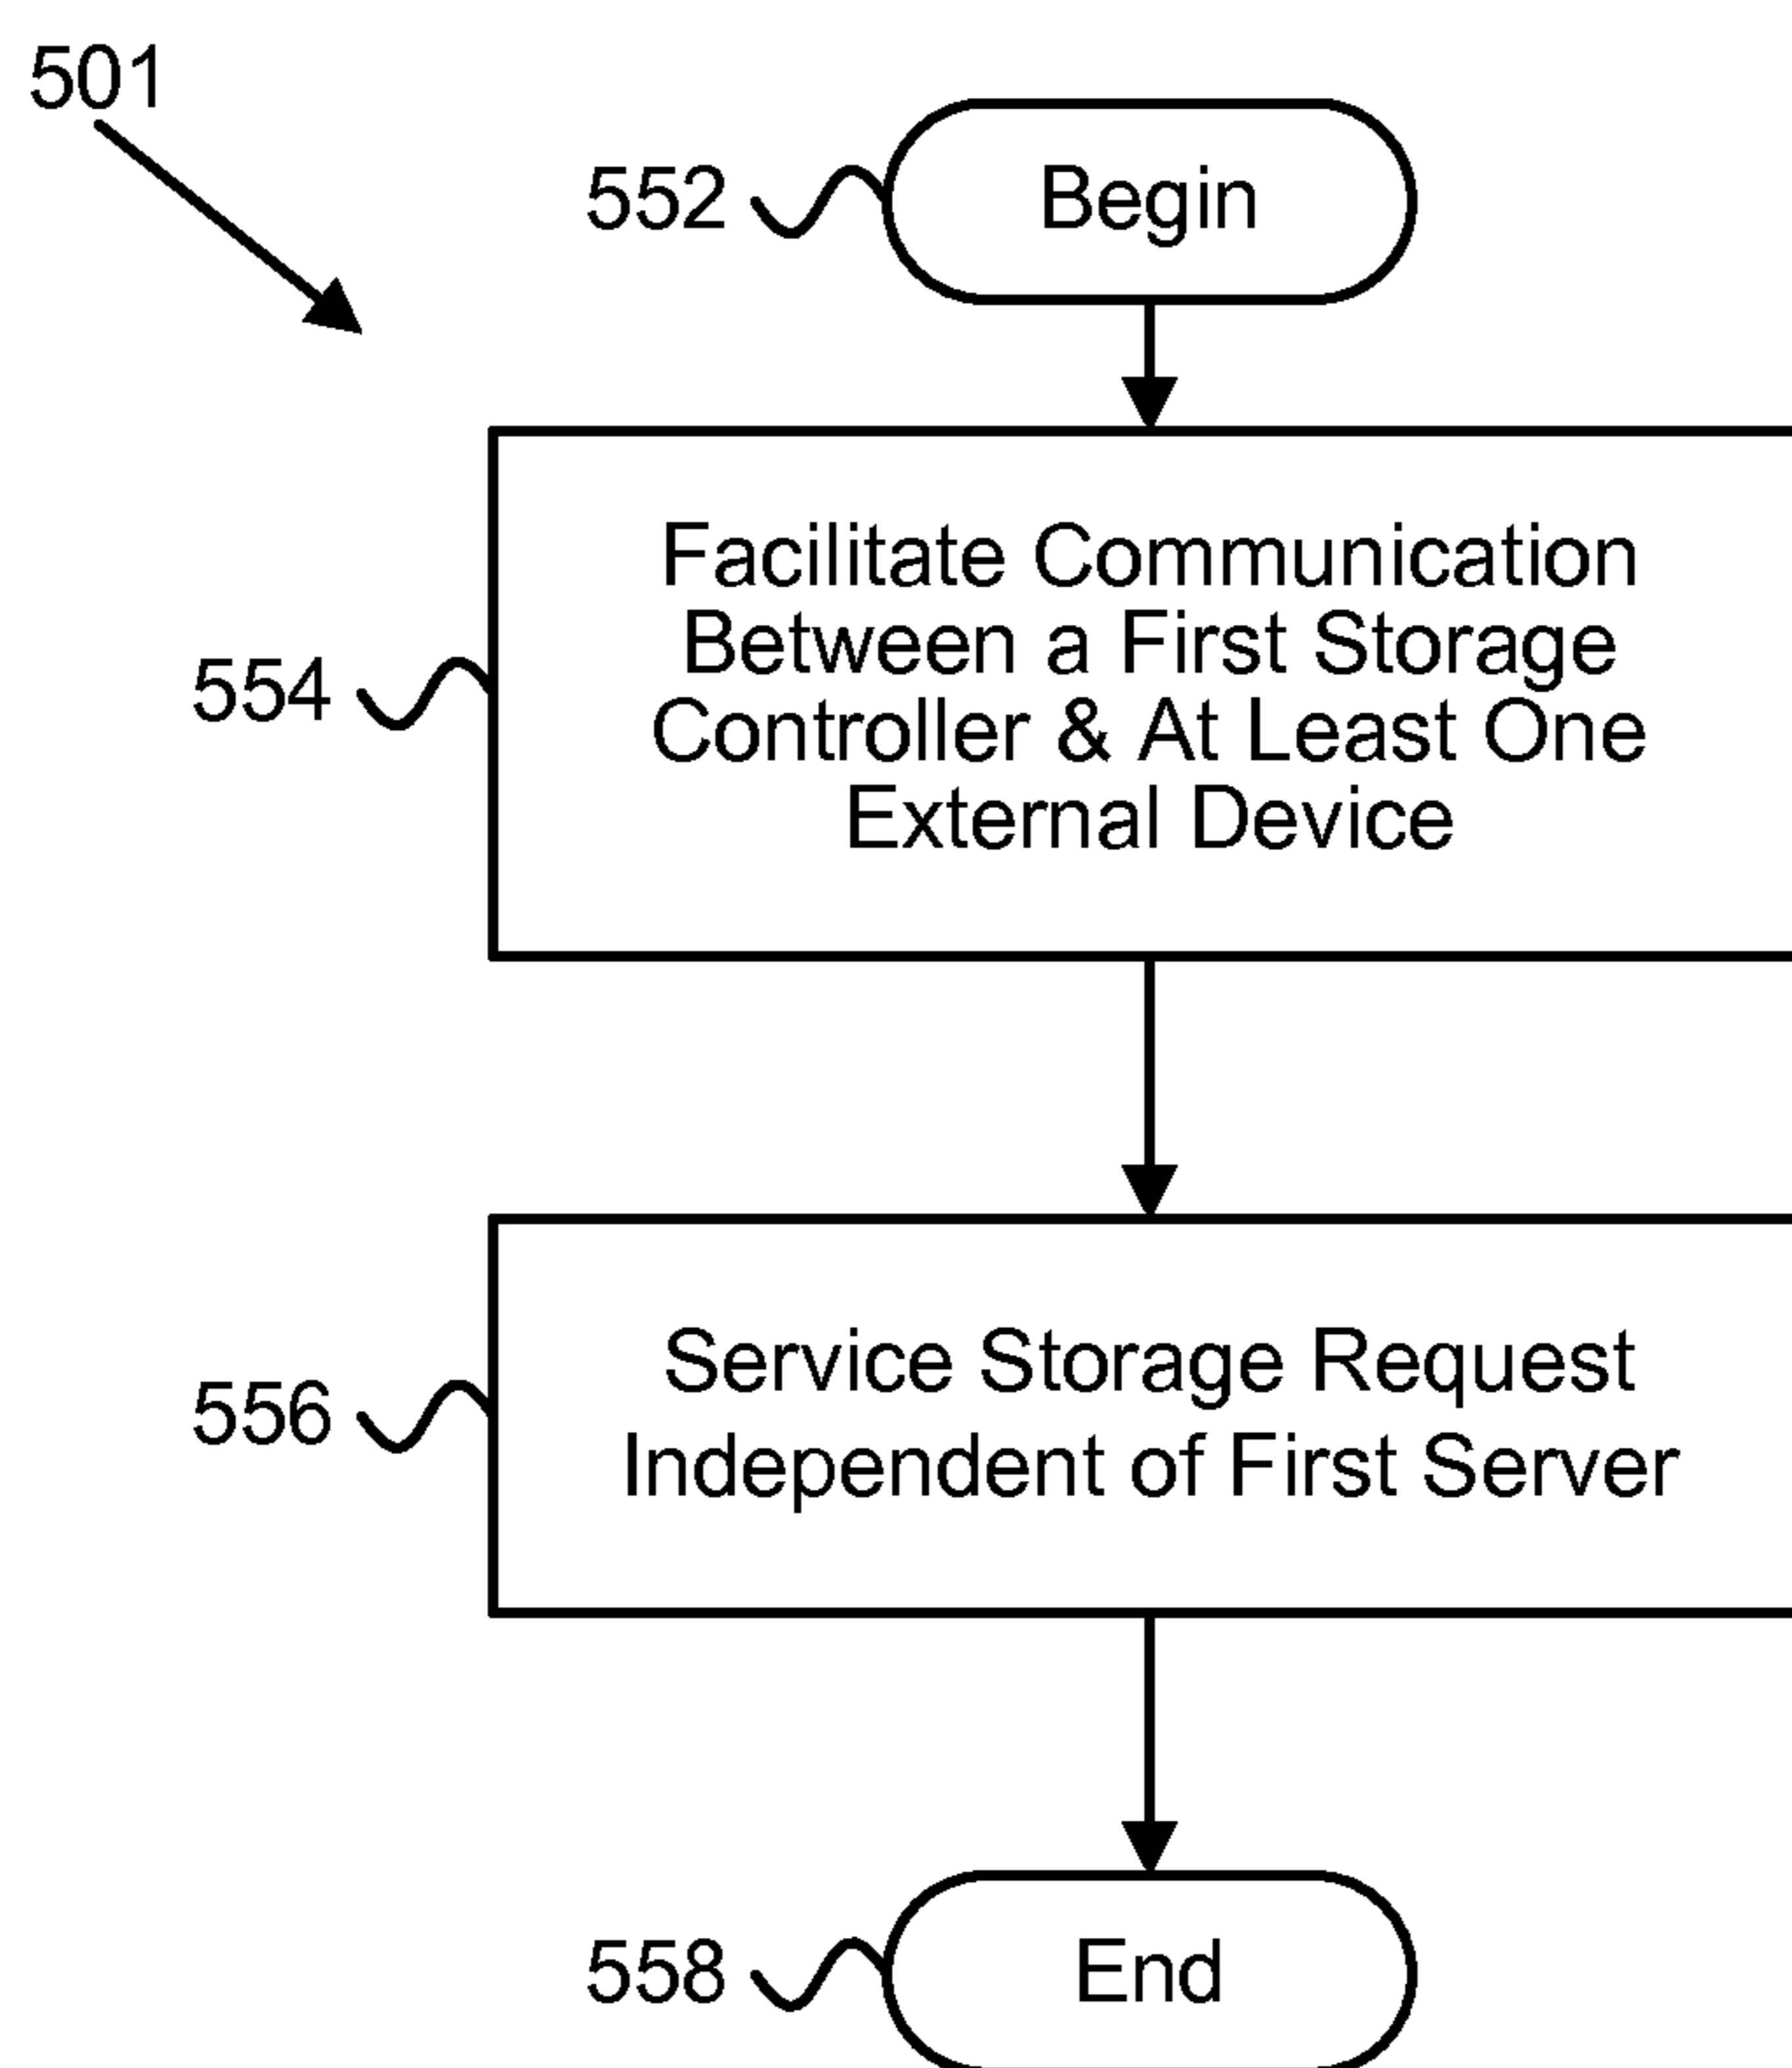 501
552
Begin
554
Facilitate Communication
Between a First Storage
Controller & At Least One
External Device
556
Service Storage Request
Independent of First Server
558
End